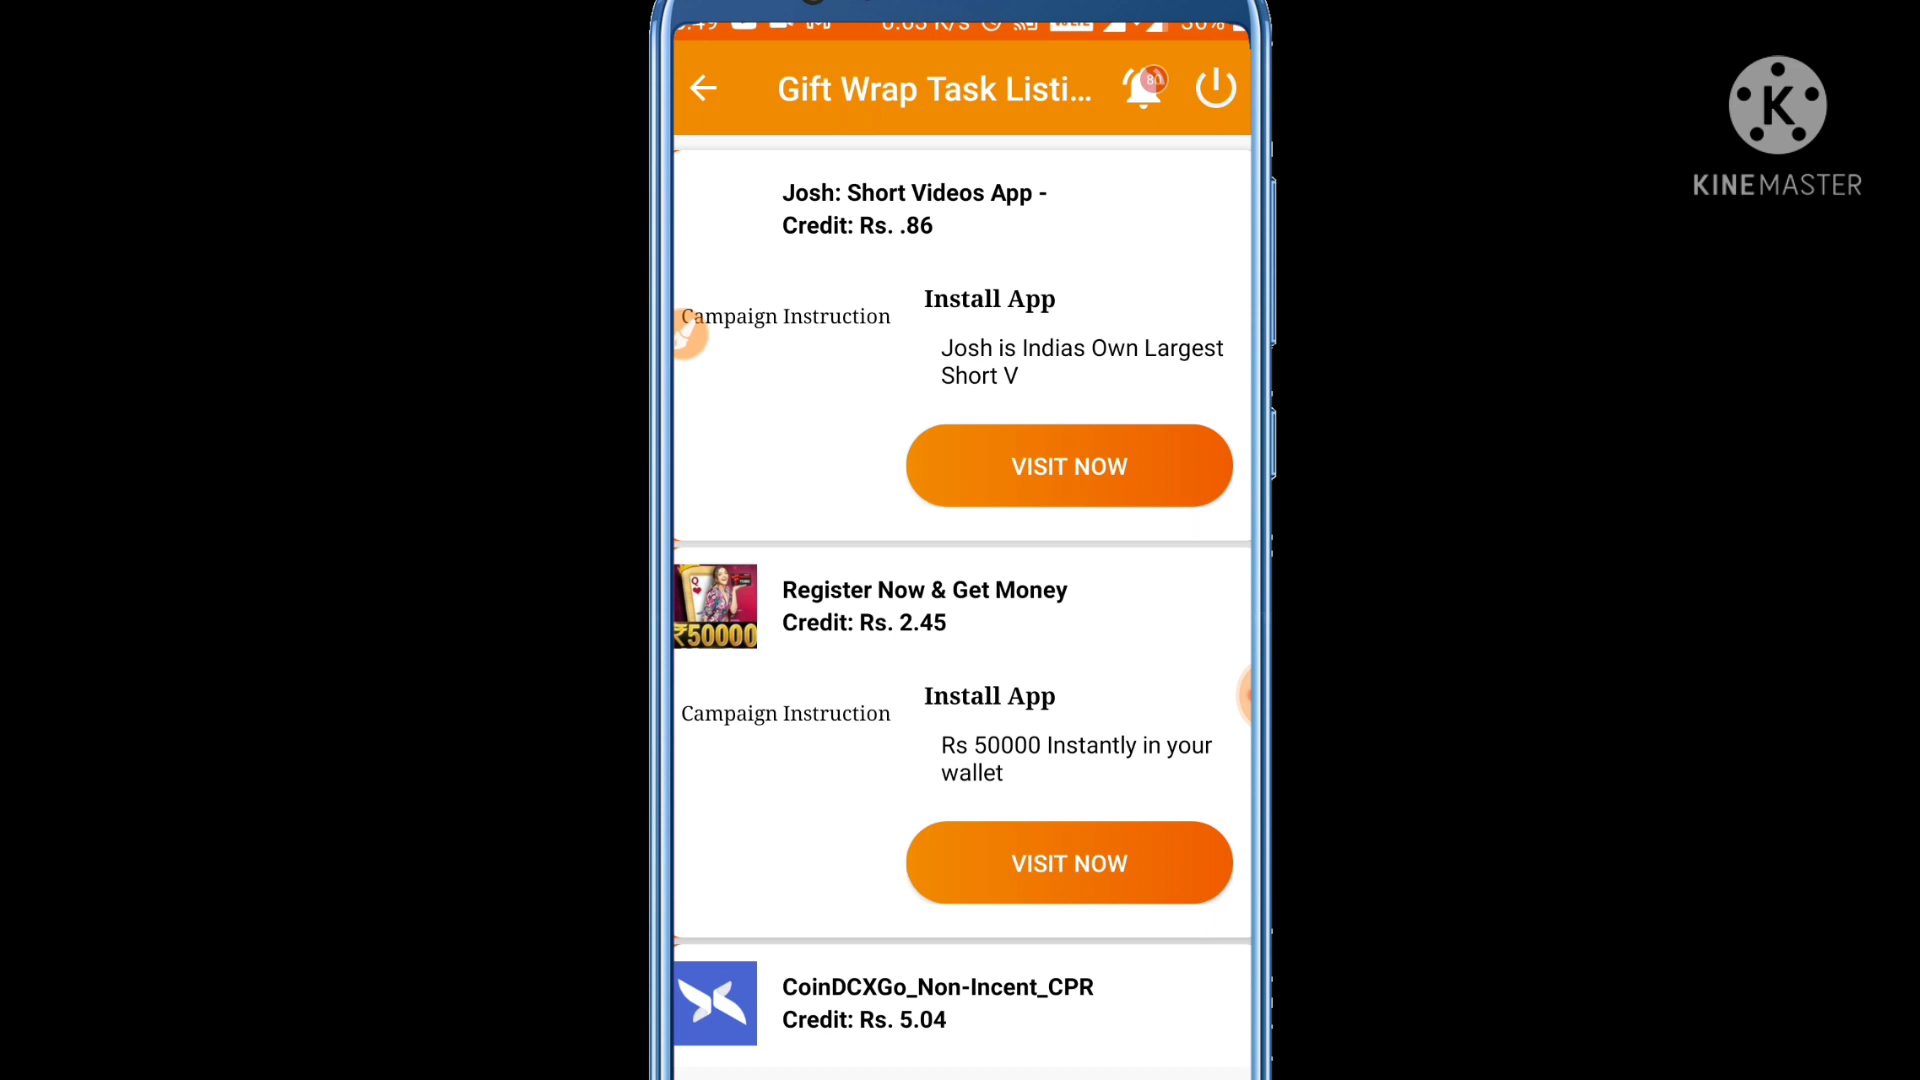 Gift Wrap Task Listi...
80
K
KINEMASTER
Josh: Short Videos App -
Credit: Rs. .86
Install App
Campaign Instruction
Josh is Indias Own Largest
Short V
VISIT NOW
Register Now & Get Money
Credit: Rs. 2.45
₹50000
Install App
Campaign Instruction
Rs 50000 Instantly in your
wallet
VISIT NOW
CoinDCXGo_Non-Incent_CPR
Credit: Rs. 5.04